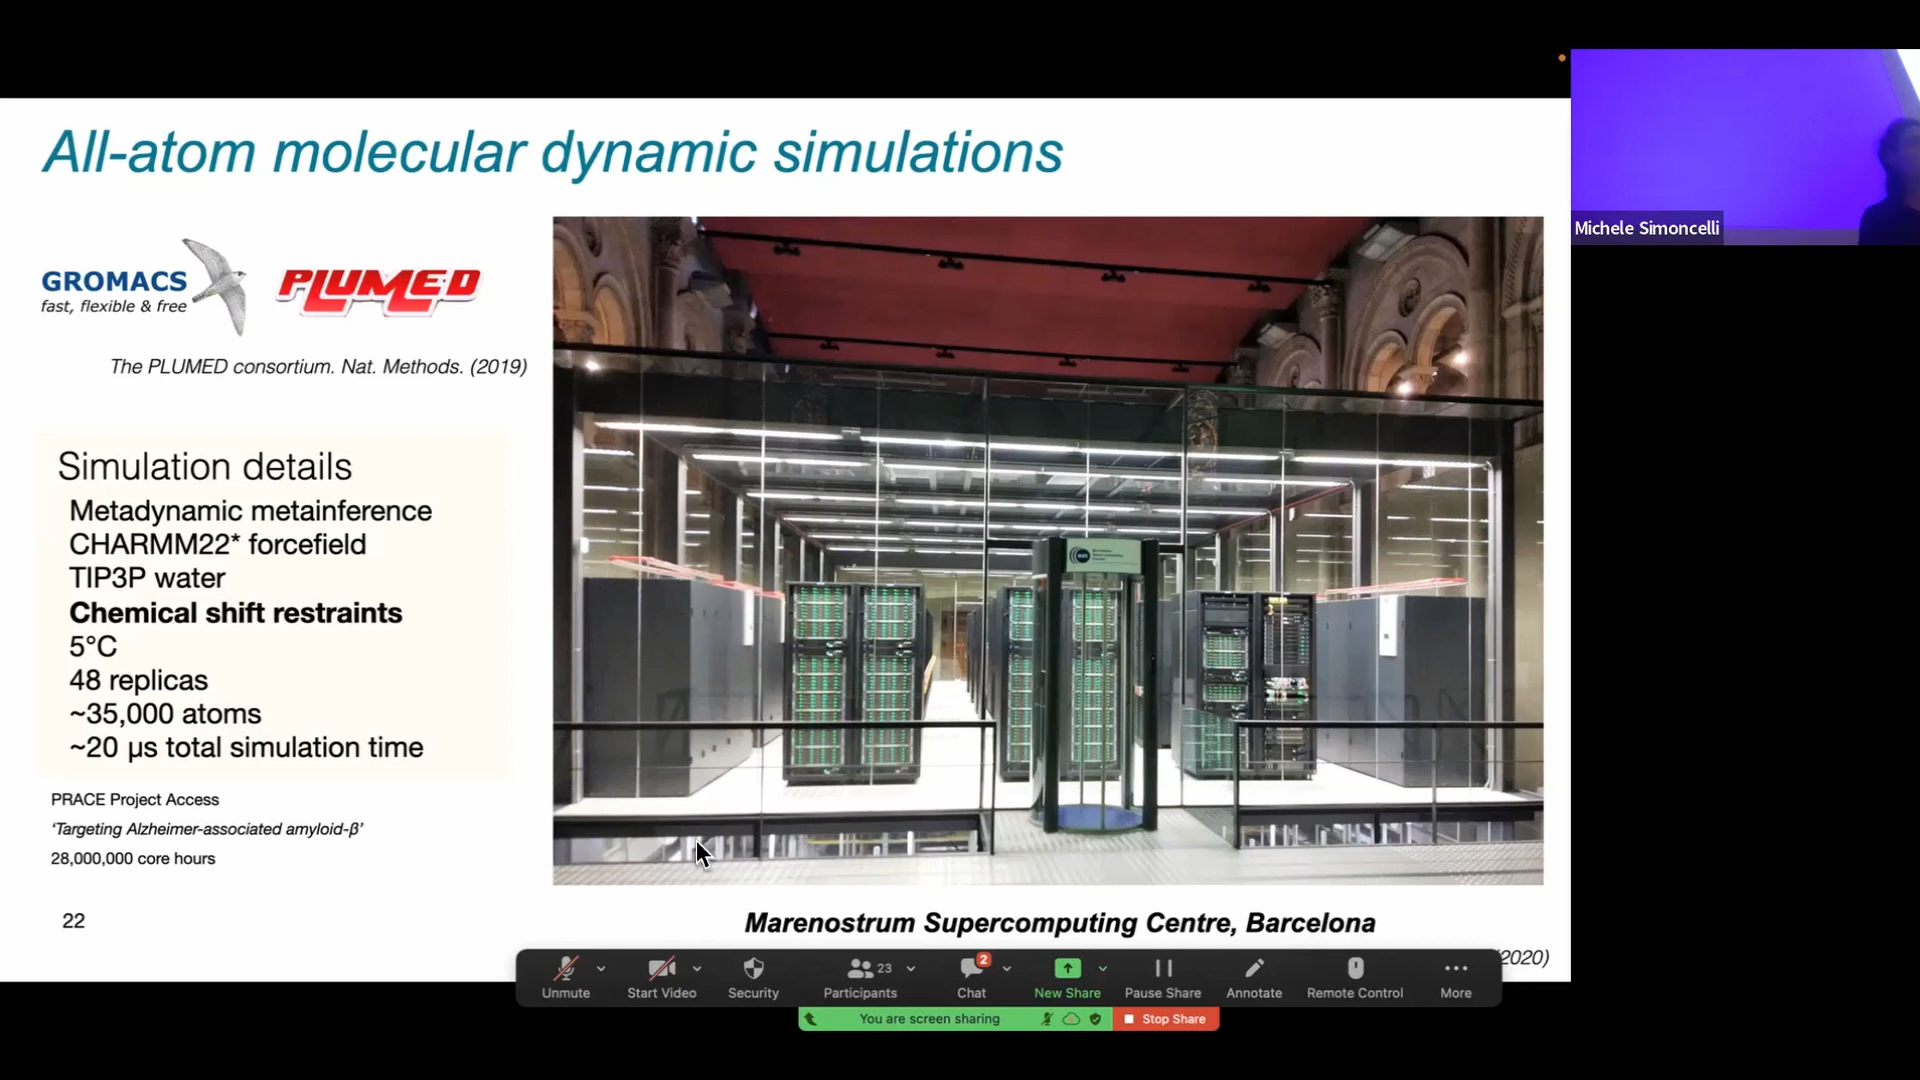 All-atom molecular dynamic simulations
GROMACS
fast, flexible & free
PLUMED
The PLUMED consortium. Nat. Methods. (2019)
Simulation details
Metadynamic metainference
CHARMM22* forcefield
TIP3P water
Chemical shift restraints
5°C
48 replicas
~35,000 atoms
~20 µs total simulation time
PRACE Project Access
‘Targeting Alzheimer-associated amyloid-β’
28,000,000 core hours
22
Marenostrum Supercomputing Centre, Barcelona
2020)
Michele Simoncelli
Unmute
Start Video
Security
23
Participants
2
Chat
New Share
Pause Share
Annotate
Remote Control
More
You are screen sharing
Stop Share